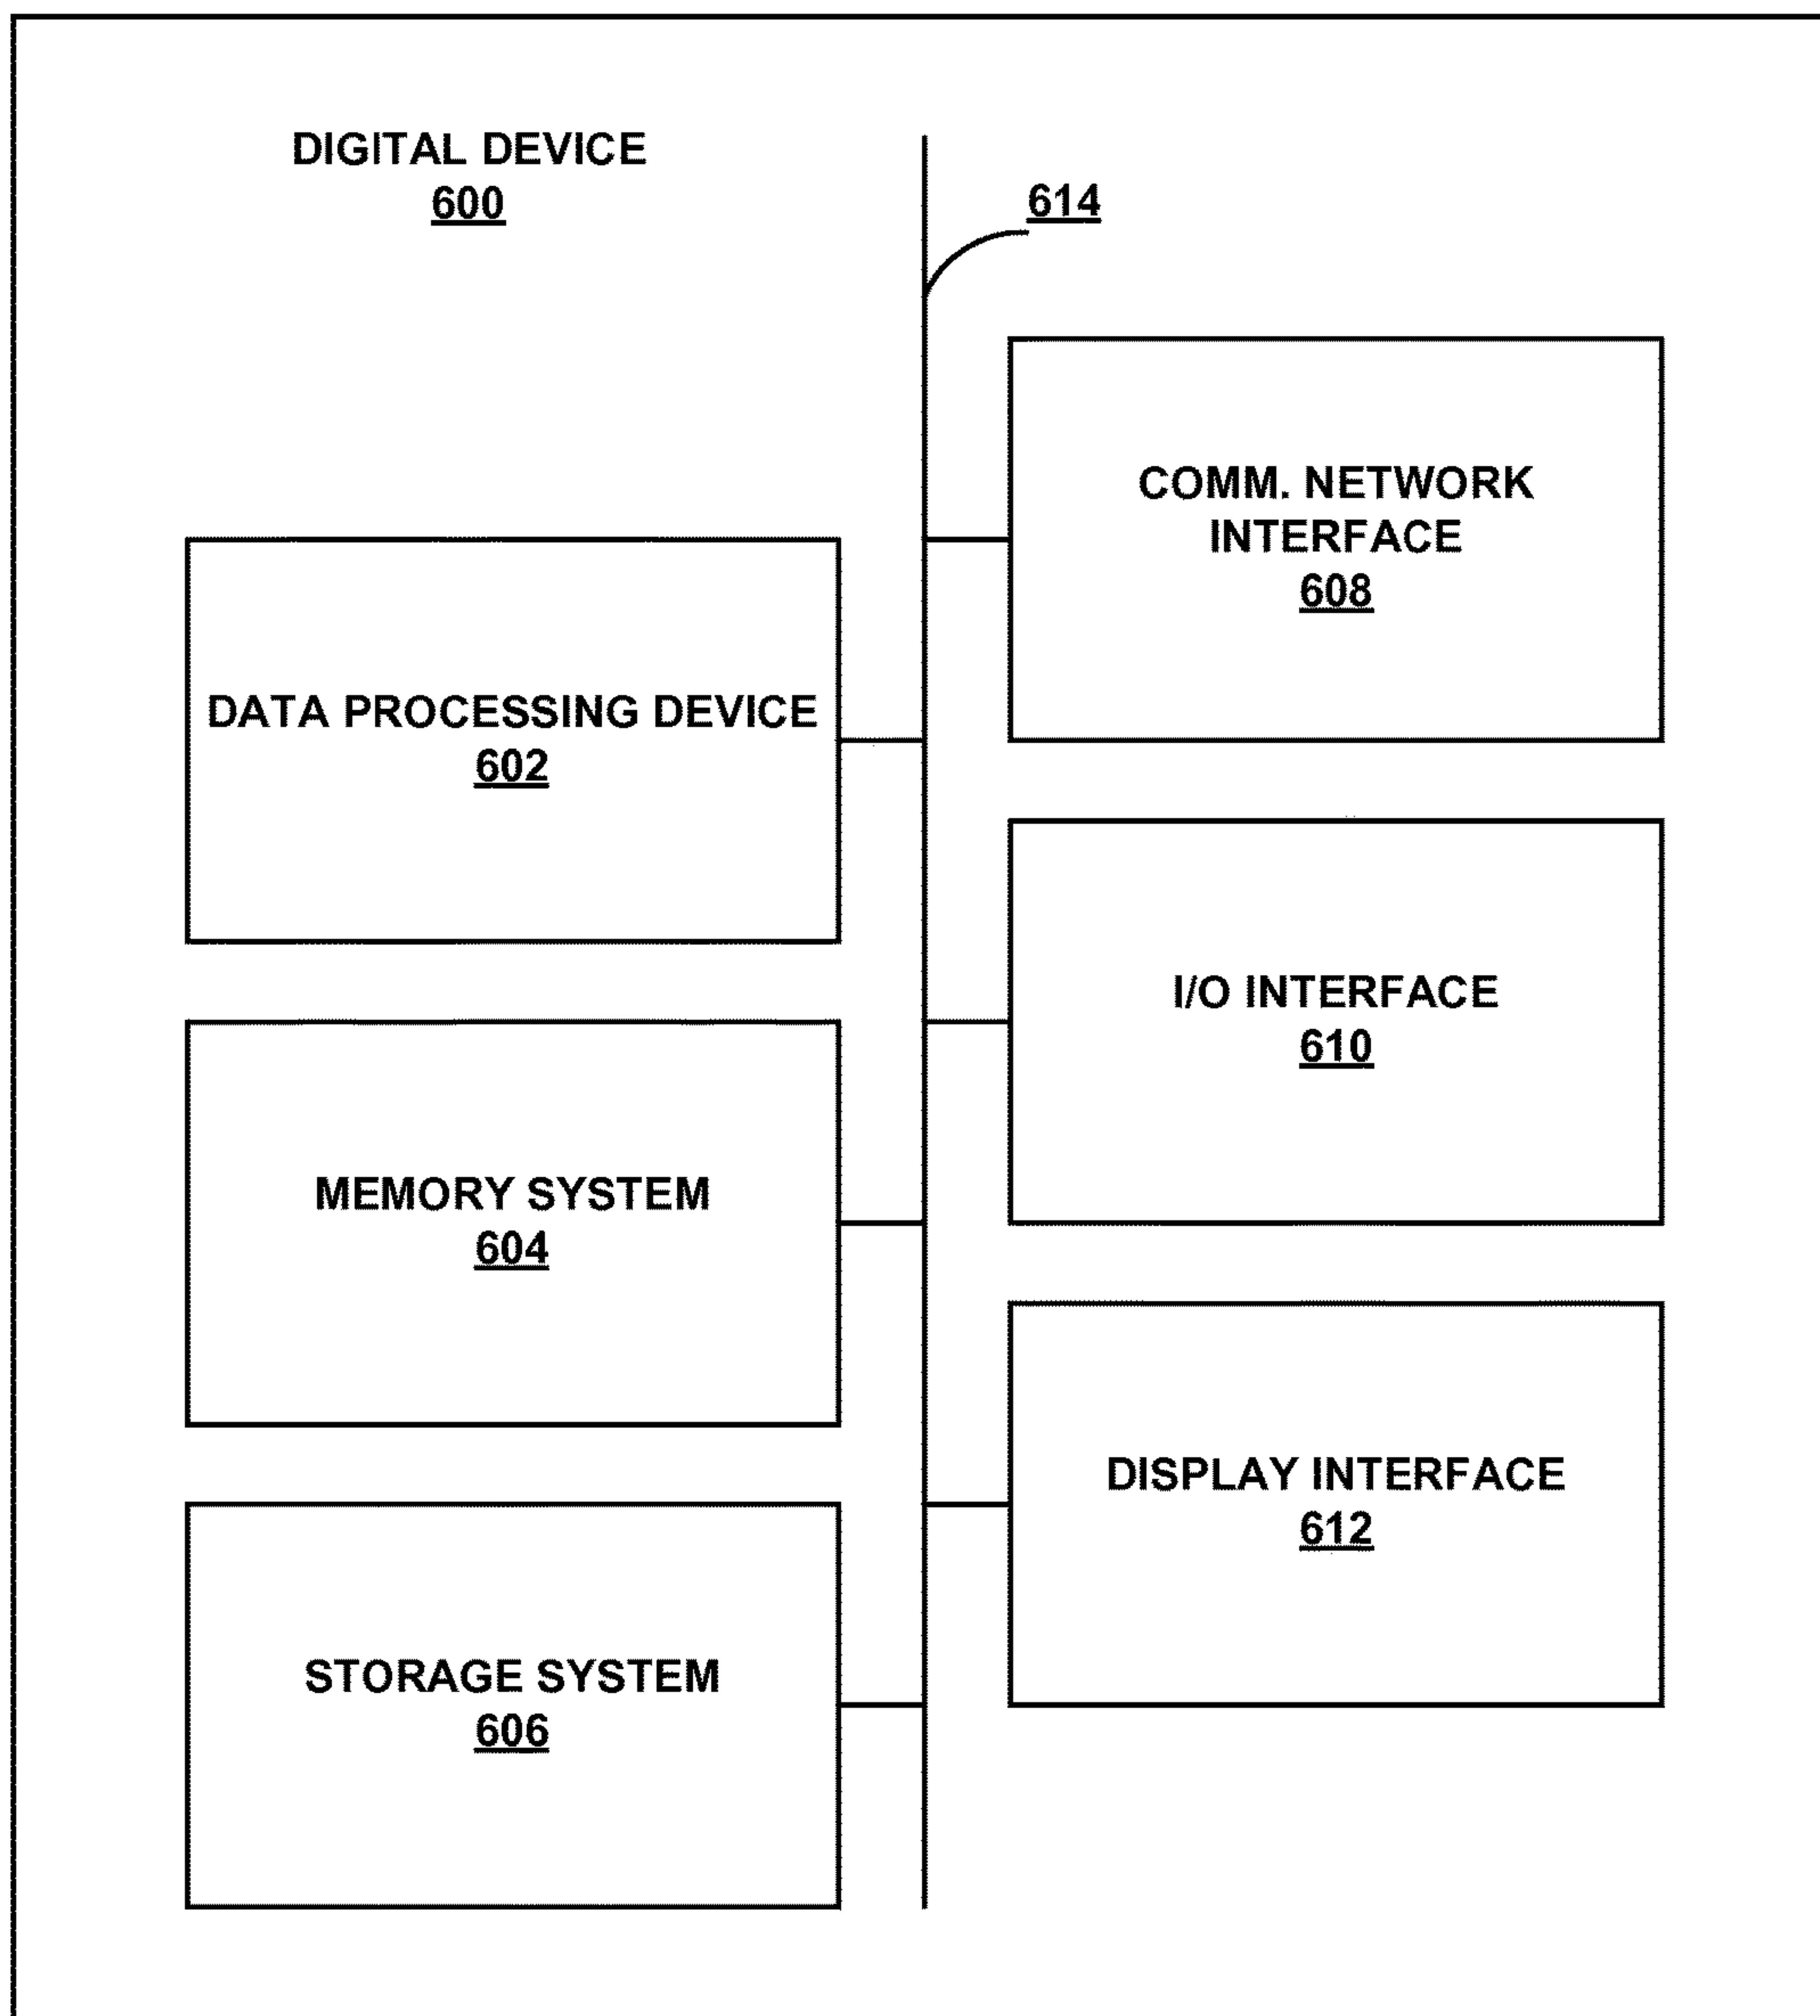 DIGITAL DEVICE
600
614
COMM. NETWORK
INTERFACE
608
DATA PROCESSING DEVICE
602
I/O INTERFACE
610
MEMORY SYSTEM
604
DISPLAY INTERFACE
612
STORAGE SYSTEM
606